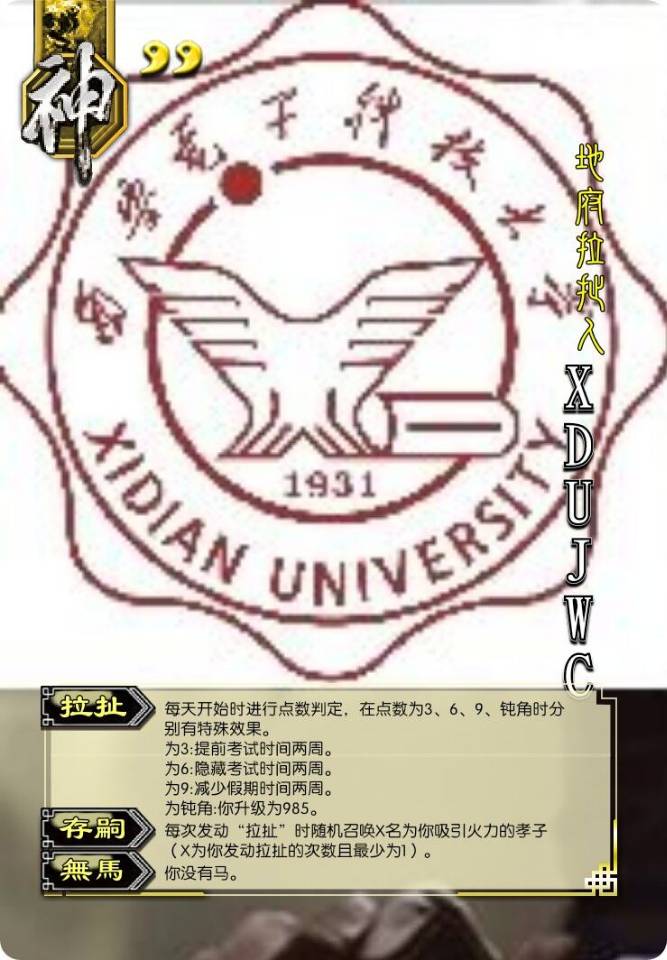 神
西安電子科技大学
XIDIAN UNIVERSITY
1931
地府拉扯人
XDUJWC
拉扯
每天开始时进行点数判定，在点数为3、6、9、钝角时分
别有特殊效果。
为3:提前考试时间两周。
为6:隐藏考试时间两周。
为9:减少假期时间两周。
为钝角:你升级为985。
存嗣
每次发动“拉扯”时随机召唤X名为你吸引火力的孝子
（X为你发动拉扯的次数且最少为1）。
無馬
你没有马。